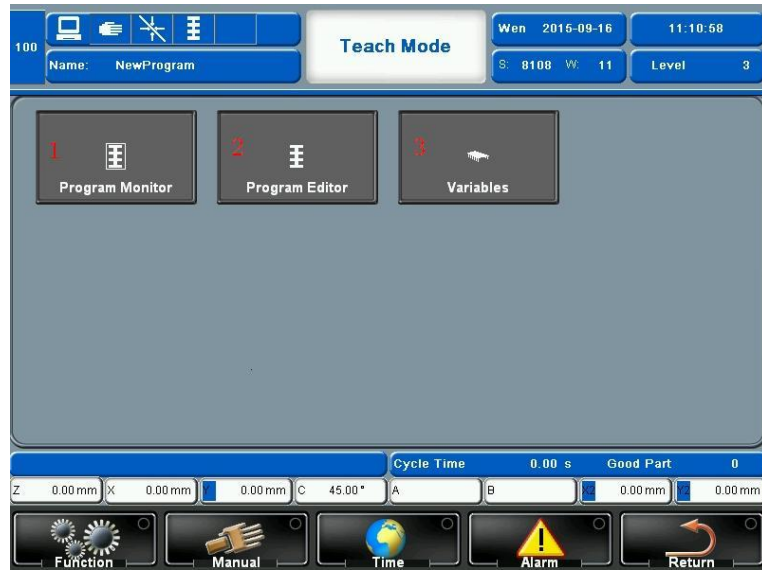 100
Name: NewProgram
Teach Mode
Wen 2015-09-16
11:10:58
S: 8108 W: 11
Level 3
1
Program Monitor
2
Program Editor
3
Variables
Cycle Time 0.00 s Good Part 0
Z 0.00 mm X 0.00 mm Y 0.00 mm C 45.00 ° A B X2 0.00 mm Y2 0.00 mm
Function Manual Time Alarm Return